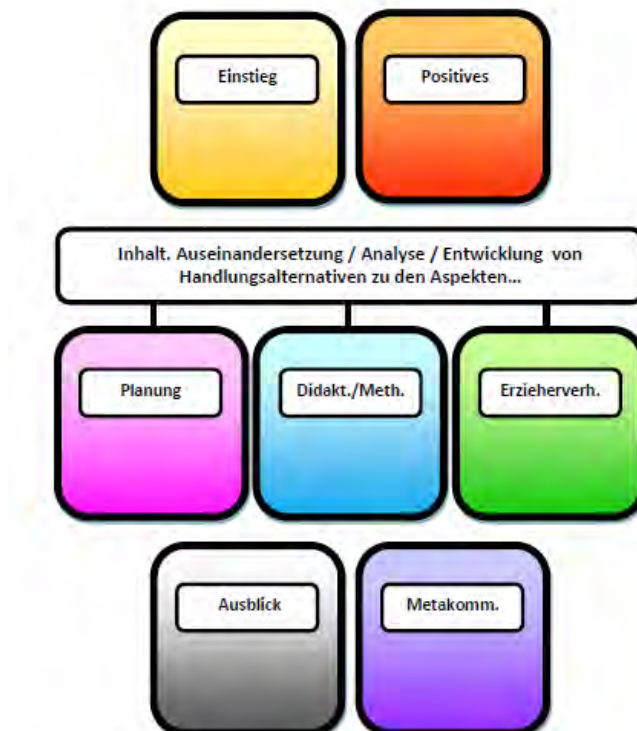 Einstieg
Positives
Inhalt. Auseinandersetzung / Analyse / Entwicklung von
Handlungsalternativen zu den Aspekten...
Planung
Didakt./Meth.
Erzieherverh.
Ausblick
Metakomm.